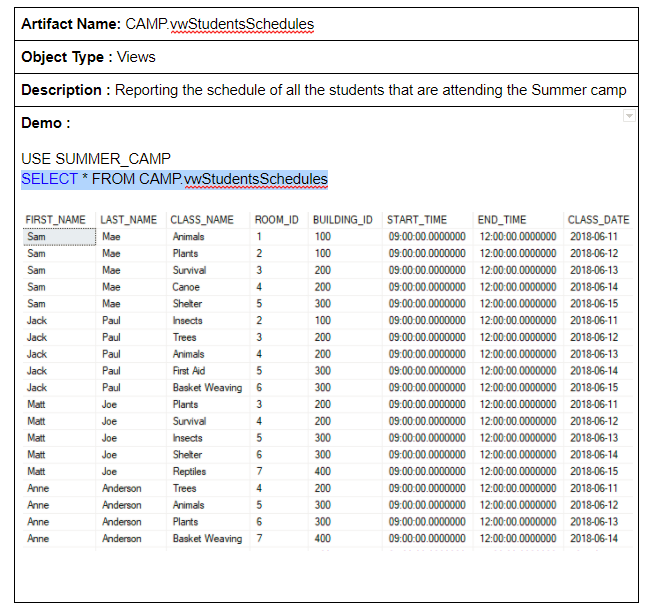 Artifact Name: CAMP.vwStudentsSchedules
Object Type : Views
Description : Reporting the schedule of all the students that are attending the Summer camp
Demo :
USE SUMMER_CAMP
SELECT * FROM CAMP.vwStudentsSchedules
FIRST_NAME LAST_NAME CLASS_NAME ROOM_ID BUILDING_ID START_TIME END_TIME CLASS_DATE
Sam Mae Animals 1 100 09:00:00.0000000 12:00:00.0000000 2018-06-11
Sam Mae Plants 2 100 09:00:00.0000000 12:00:00.0000000 2018-06-12
Sam Mae Survival 3 200 09:00:00.0000000 12:00:00.0000000 2018-06-13
Sam Mae Canoe 4 200 09:00:00.0000000 12:00:00.0000000 2018-06-14
Sam Mae Shelter 5 300 09:00:00.0000000 12:00:00.0000000 2018-06-15
Jack Paul Insects 2 100 09:00:00.0000000 12:00:00.0000000 2018-06-11
Jack Paul Trees 3 200 09:00:00.0000000 12:00:00.0000000 2018-06-12
Jack Paul Animals 4 200 09:00:00.0000000 12:00:00.0000000 2018-06-13
Jack Paul First Aid 5 300 09:00:00.0000000 12:00:00.0000000 2018-06-14
Jack Paul Basket Weaving 6 300 09:00:00.0000000 12:00:00.0000000 2018-06-15
Matt Joe Plants 3 200 09:00:00.0000000 12:00:00.0000000 2018-06-11
Matt Joe Survival 4 200 09:00:00.0000000 12:00:00.0000000 2018-06-12
Matt Joe Insects 5 300 09:00:00.0000000 12:00:00.0000000 2018-06-13
Matt Joe Shelter 6 300 09:00:00.0000000 12:00:00.0000000 2018-06-14
Matt Joe Reptiles 7 400 09:00:00.0000000 12:00:00.0000000 2018-06-15
Anne Anderson Trees 4 200 09:00:00.0000000 12:00:00.0000000 2018-06-11
Anne Anderson Animals 5 300 09:00:00.0000000 12:00:00.0000000 2018-06-12
Anne Anderson Plants 6 300 09:00:00.0000000 12:00:00.0000000 2018-06-13
Anne Anderson Basket Weaving 7 400 09:00:00.0000000 12:00:00.0000000 2018-06-14